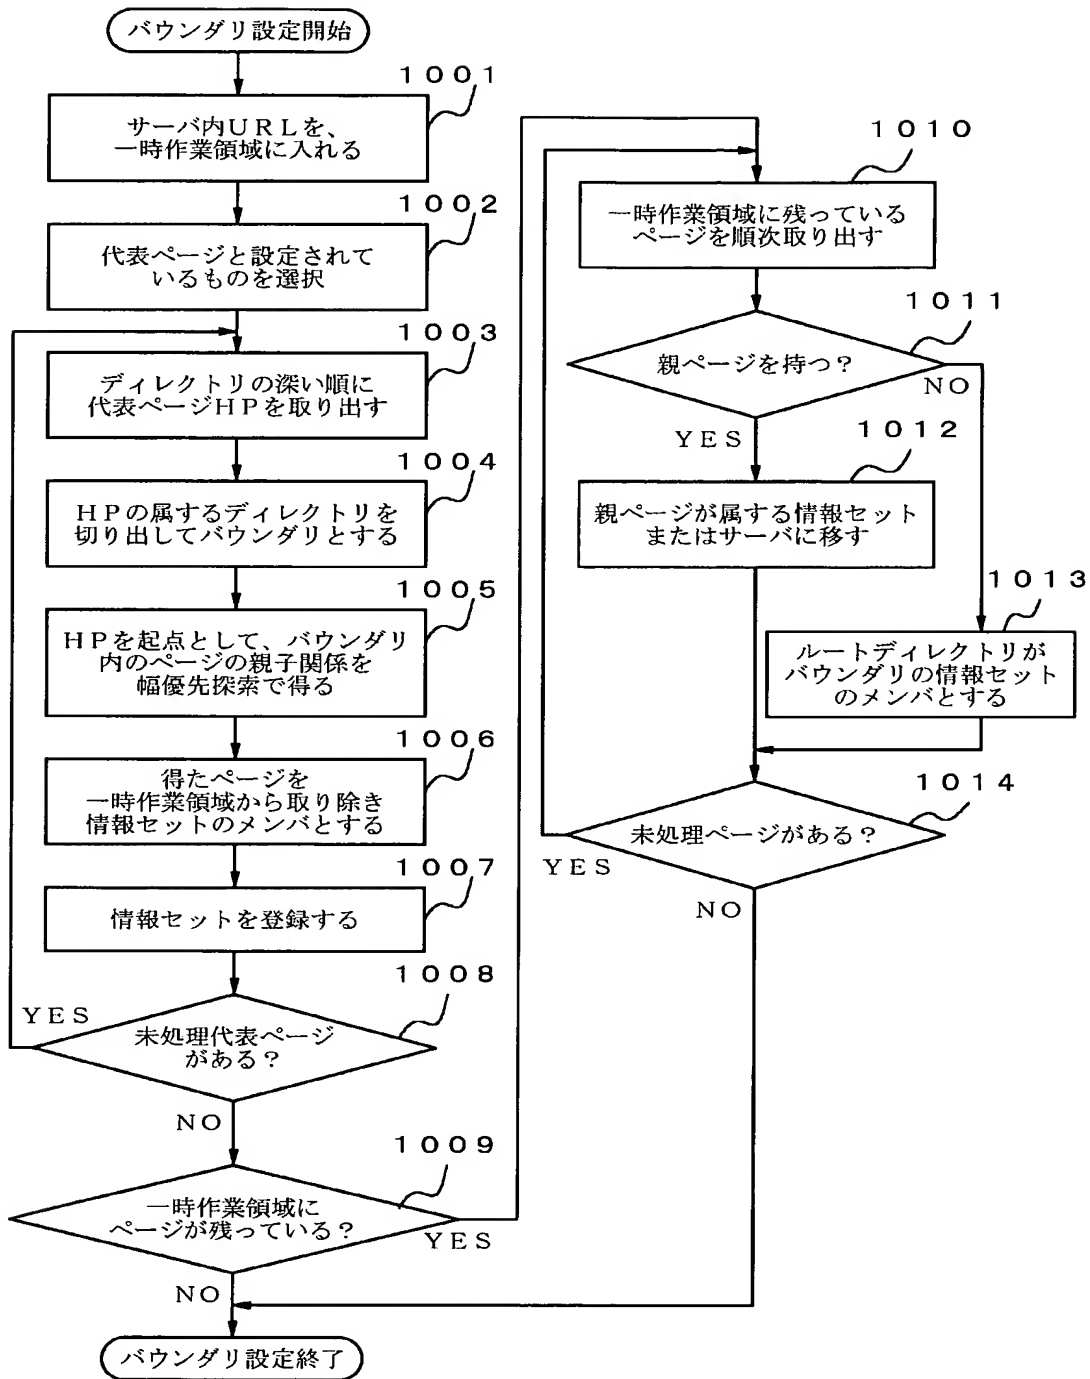 バウンダリ設定開始
1001
サーバ内URLを、
一時作業領域に入れる
1002
代表ページと設定されて
いるものを選択
1003
ディレクトリの深い順に
代表ページHPを取り出す
1004
HPの属するディレクトリを
切り出してバウンダリとする
1005
HPを起点として、バウンダリ
内のページの親子関係を
幅優先探索で得る
1006
得たページを
一時作業領域から取り除き
情報セットのメンバとする
1007
情報セットを登録する
1008
YES
未処理代表ページ
がある?
NO
1009
一時作業領域に
ページが残っている?
YES
NO
バウンダリ設定終了
1010
一時作業領域に残っている
ページを順次取り出す
1011
親ページを持つ?
NO
YES
1012
親ページが属する情報セット
またはサーバに移す
1013
ルートディレクトリが
バウンダリの情報セット
のメンバとする
1014
未処理ページがある?
YES
NO